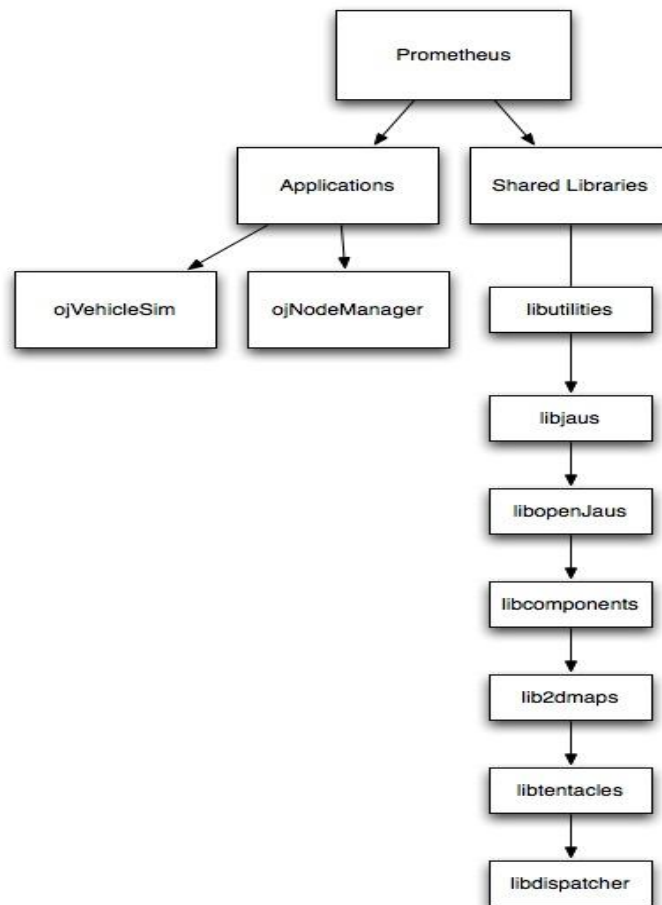 Prometheus
Applications
Shared Libraries
ojVehicleSim
ojNodeManager
libutilities
libjaus
libopenJaus
libcomponents
lib2dmaps
libtentacles
libdispatcher